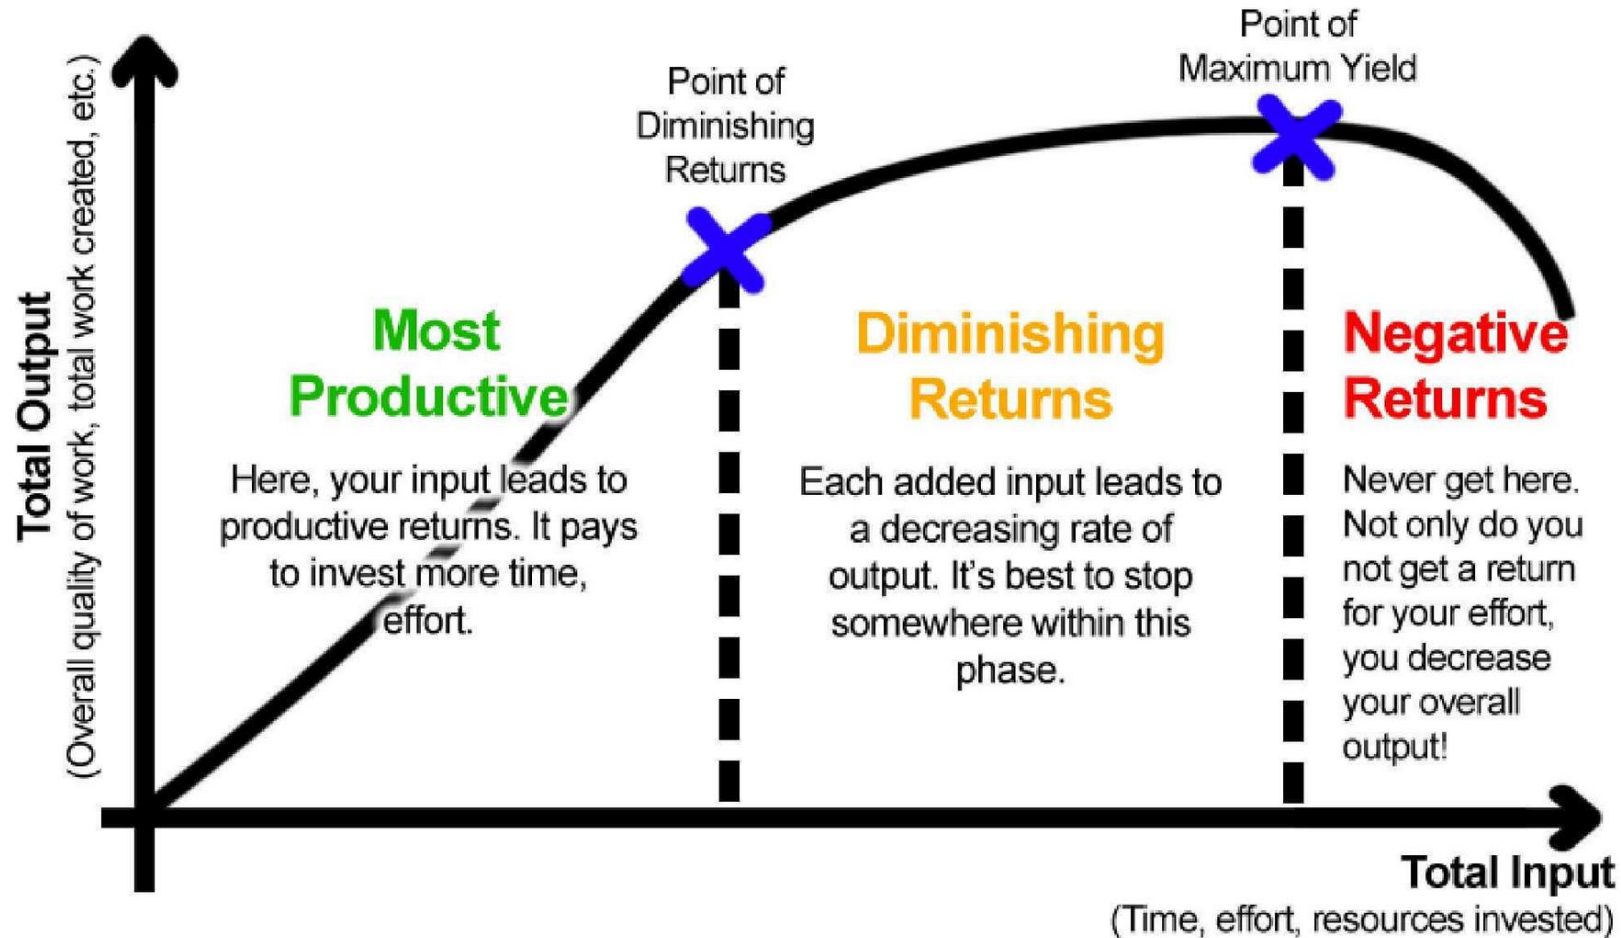 Point of
Maximum Yield
Point of
Diminishing
Returns
Total Output
(Overall quality of work, total work created, etc.)
Most
Productive
Here, your input leads to
productive returns. It pays
to invest more time,
effort.
Diminishing
Returns
Each added input leads to
a decreasing rate of
output. It's best to stop
somewhere within this
phase.
Negative
Returns
Never get here.
Not only do you
not get a return
for your effort,
you decrease
your overall
output!
Total Input
(Time, effort, resources invested)